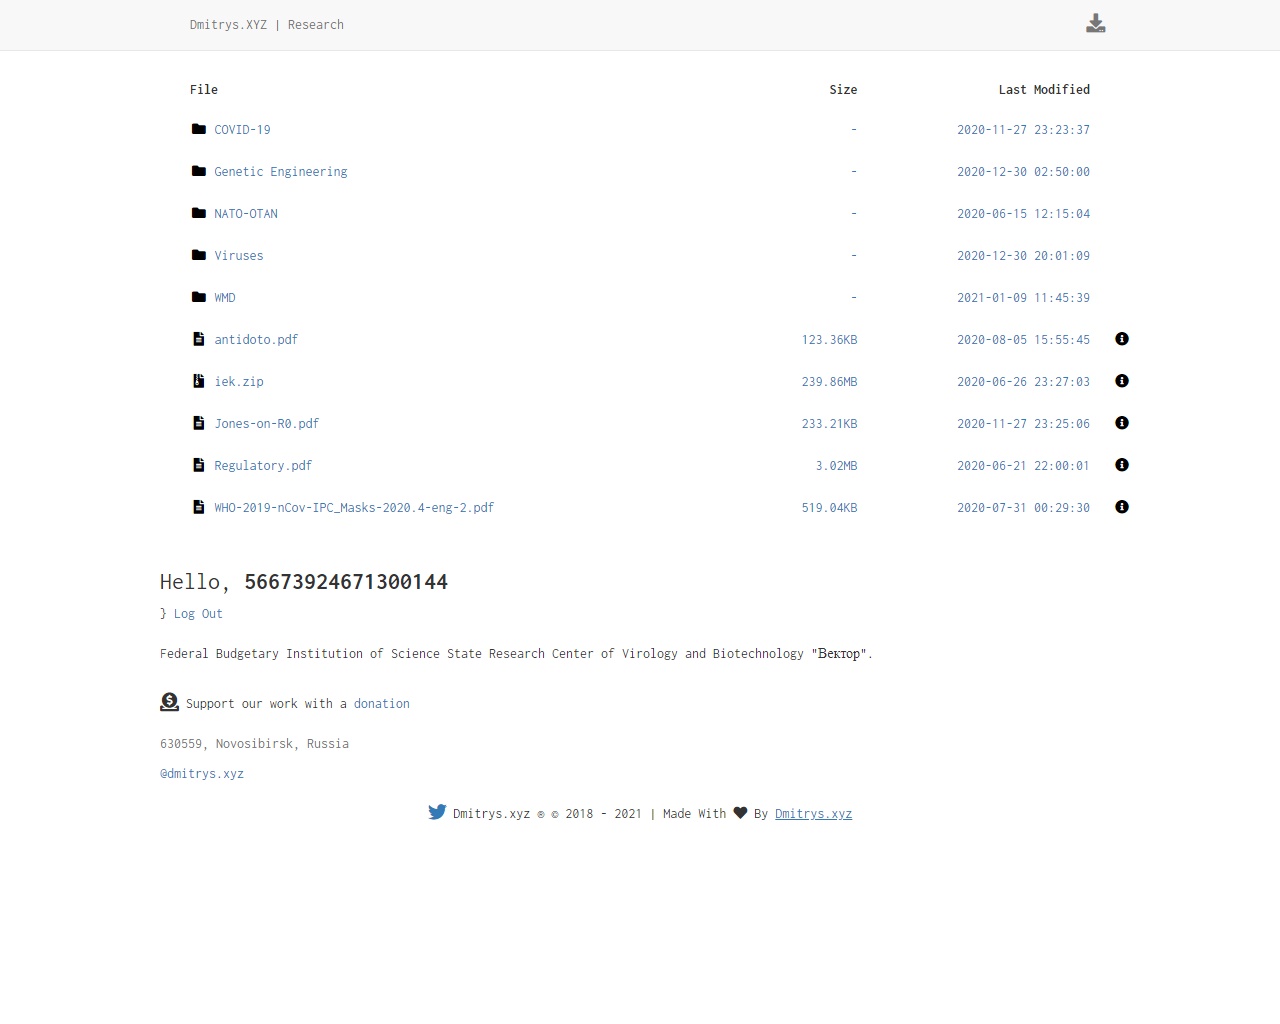 Dmitrys.XYZ | Research
File Size Last Modified
COVID-19 - 2020-11-27 23:23:37
Genetic Engineering - 2020-12-30 02:50:00
NATO-OTAN - 2020-06-15 12:15:04
Viruses - 2020-12-30 20:01:09
WMD - 2021-01-09 11:45:39
antidoto.pdf 123.36KB 2020-08-05 15:55:45
iek.zip 239.86MB 2020-06-26 23:27:03
Jones-on-R0.pdf 233.21KB 2020-11-27 23:25:06
Regulatory.pdf 3.02MB 2020-06-21 22:00:01
WHO-2019-nCov-IPC_Masks-2020.4-eng-2.pdf 519.04KB 2020-07-31 00:29:30
Hello, 566739246713​00144
} Log Out
Federal Budgetary Institution of Science State Research Center of Virology and Biotechnology "Вектор".
Support our work with a donation
630559, Novosibirsk, Russia
@dmitrys.xyz
Dmitrys.xyz ® © 2018 - 2021 | Made With ♥ By Dmitrys.xyz